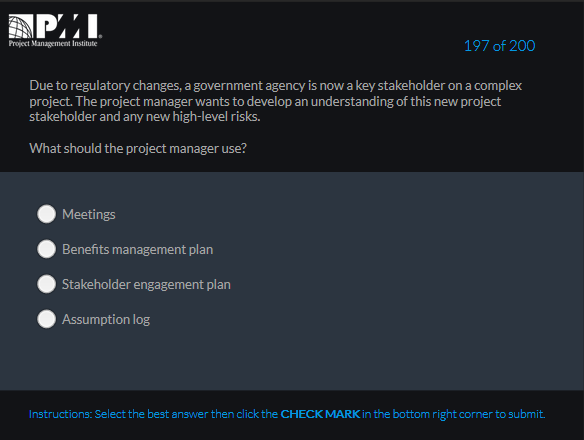 PMI
Project Management Institute
197 of 200
Due to regulatory changes, a government agency is now a key stakeholder on a complex
project. The project manager wants to develop an understanding of this new project
stakeholder and any new high-level risks.
What should the project manager use?
Meetings
Benefits management plan
Stakeholder engagement plan
Assumption log
Instructions: Select the best answer then click the CHECK MARK in the bottom right corner to submit.